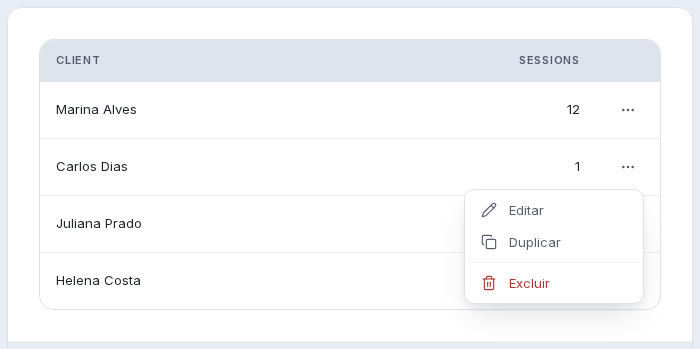 CLIENT SESSIONS
Marina Alves 12
Carlos Dias 1
Juliana Prado
Helena Costa
Editar
Duplicar
Excluir